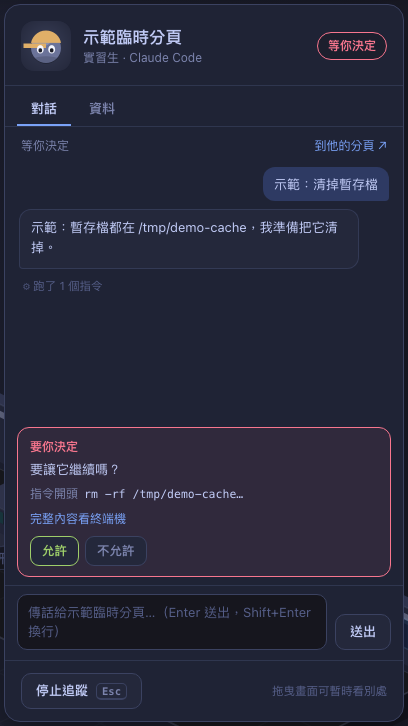 示範臨時分頁
實習生 · Claude Code
等你決定
對話
資料
等你決定
到他的分頁 ↗
示範：清掉暫存檔
示範：暫存檔都在 /tmp/demo-cache，我準備把它清
掉。
⚙ 跑了 1 個指令
要你決定
要讓它繼續嗎？
指令開頭 rm -rf /tmp/demo-cache…
完整內容看終端機
允許
不允許
傳話給示範臨時分頁…（Enter 送出，Shift+Enter
換行）
送出
停止追蹤 Esc
拖曳畫面可暫時看別處